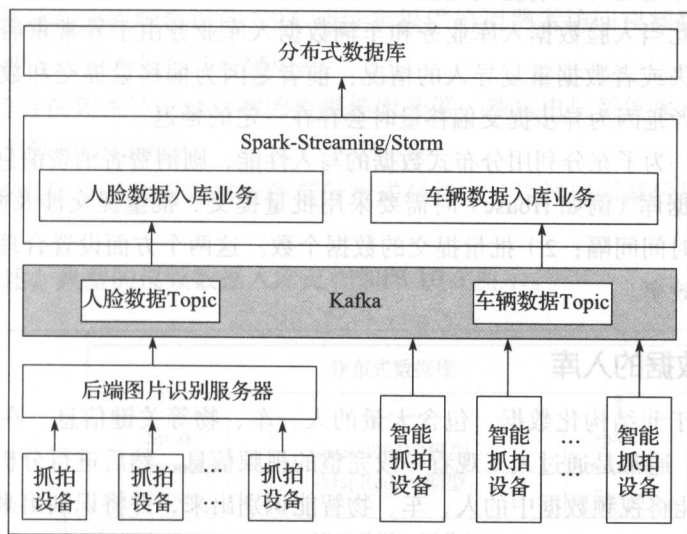 分布式数据库
Spark-Streaming/Storm
人脸数据入库业务
车辆数据入库业务
人脸数据Topic
Kafka
车辆数据Topic
后端图片识别服务器
抓拍
设备
抓拍
设备
......
抓拍
设备
智能
抓拍
设备
智能
抓拍
设备
...
...
智能
抓拍
设备